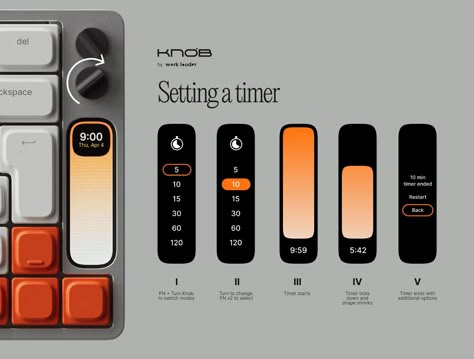 del
ckspace
9:00
Thu, Apr 4
KNOB
by work louder
Setting a timer
5
10
15
30
60
120
5
10
15
30
60
120
9:59
5:42
10 min
timer ended
Restart
Back
I
FN + Turn Knob
to switch modes
II
Turn to change,
FN x2 to select
III
Timer starts
IV
Timer ticks
down and
shape shrinks
V
Timer ends with
additional options